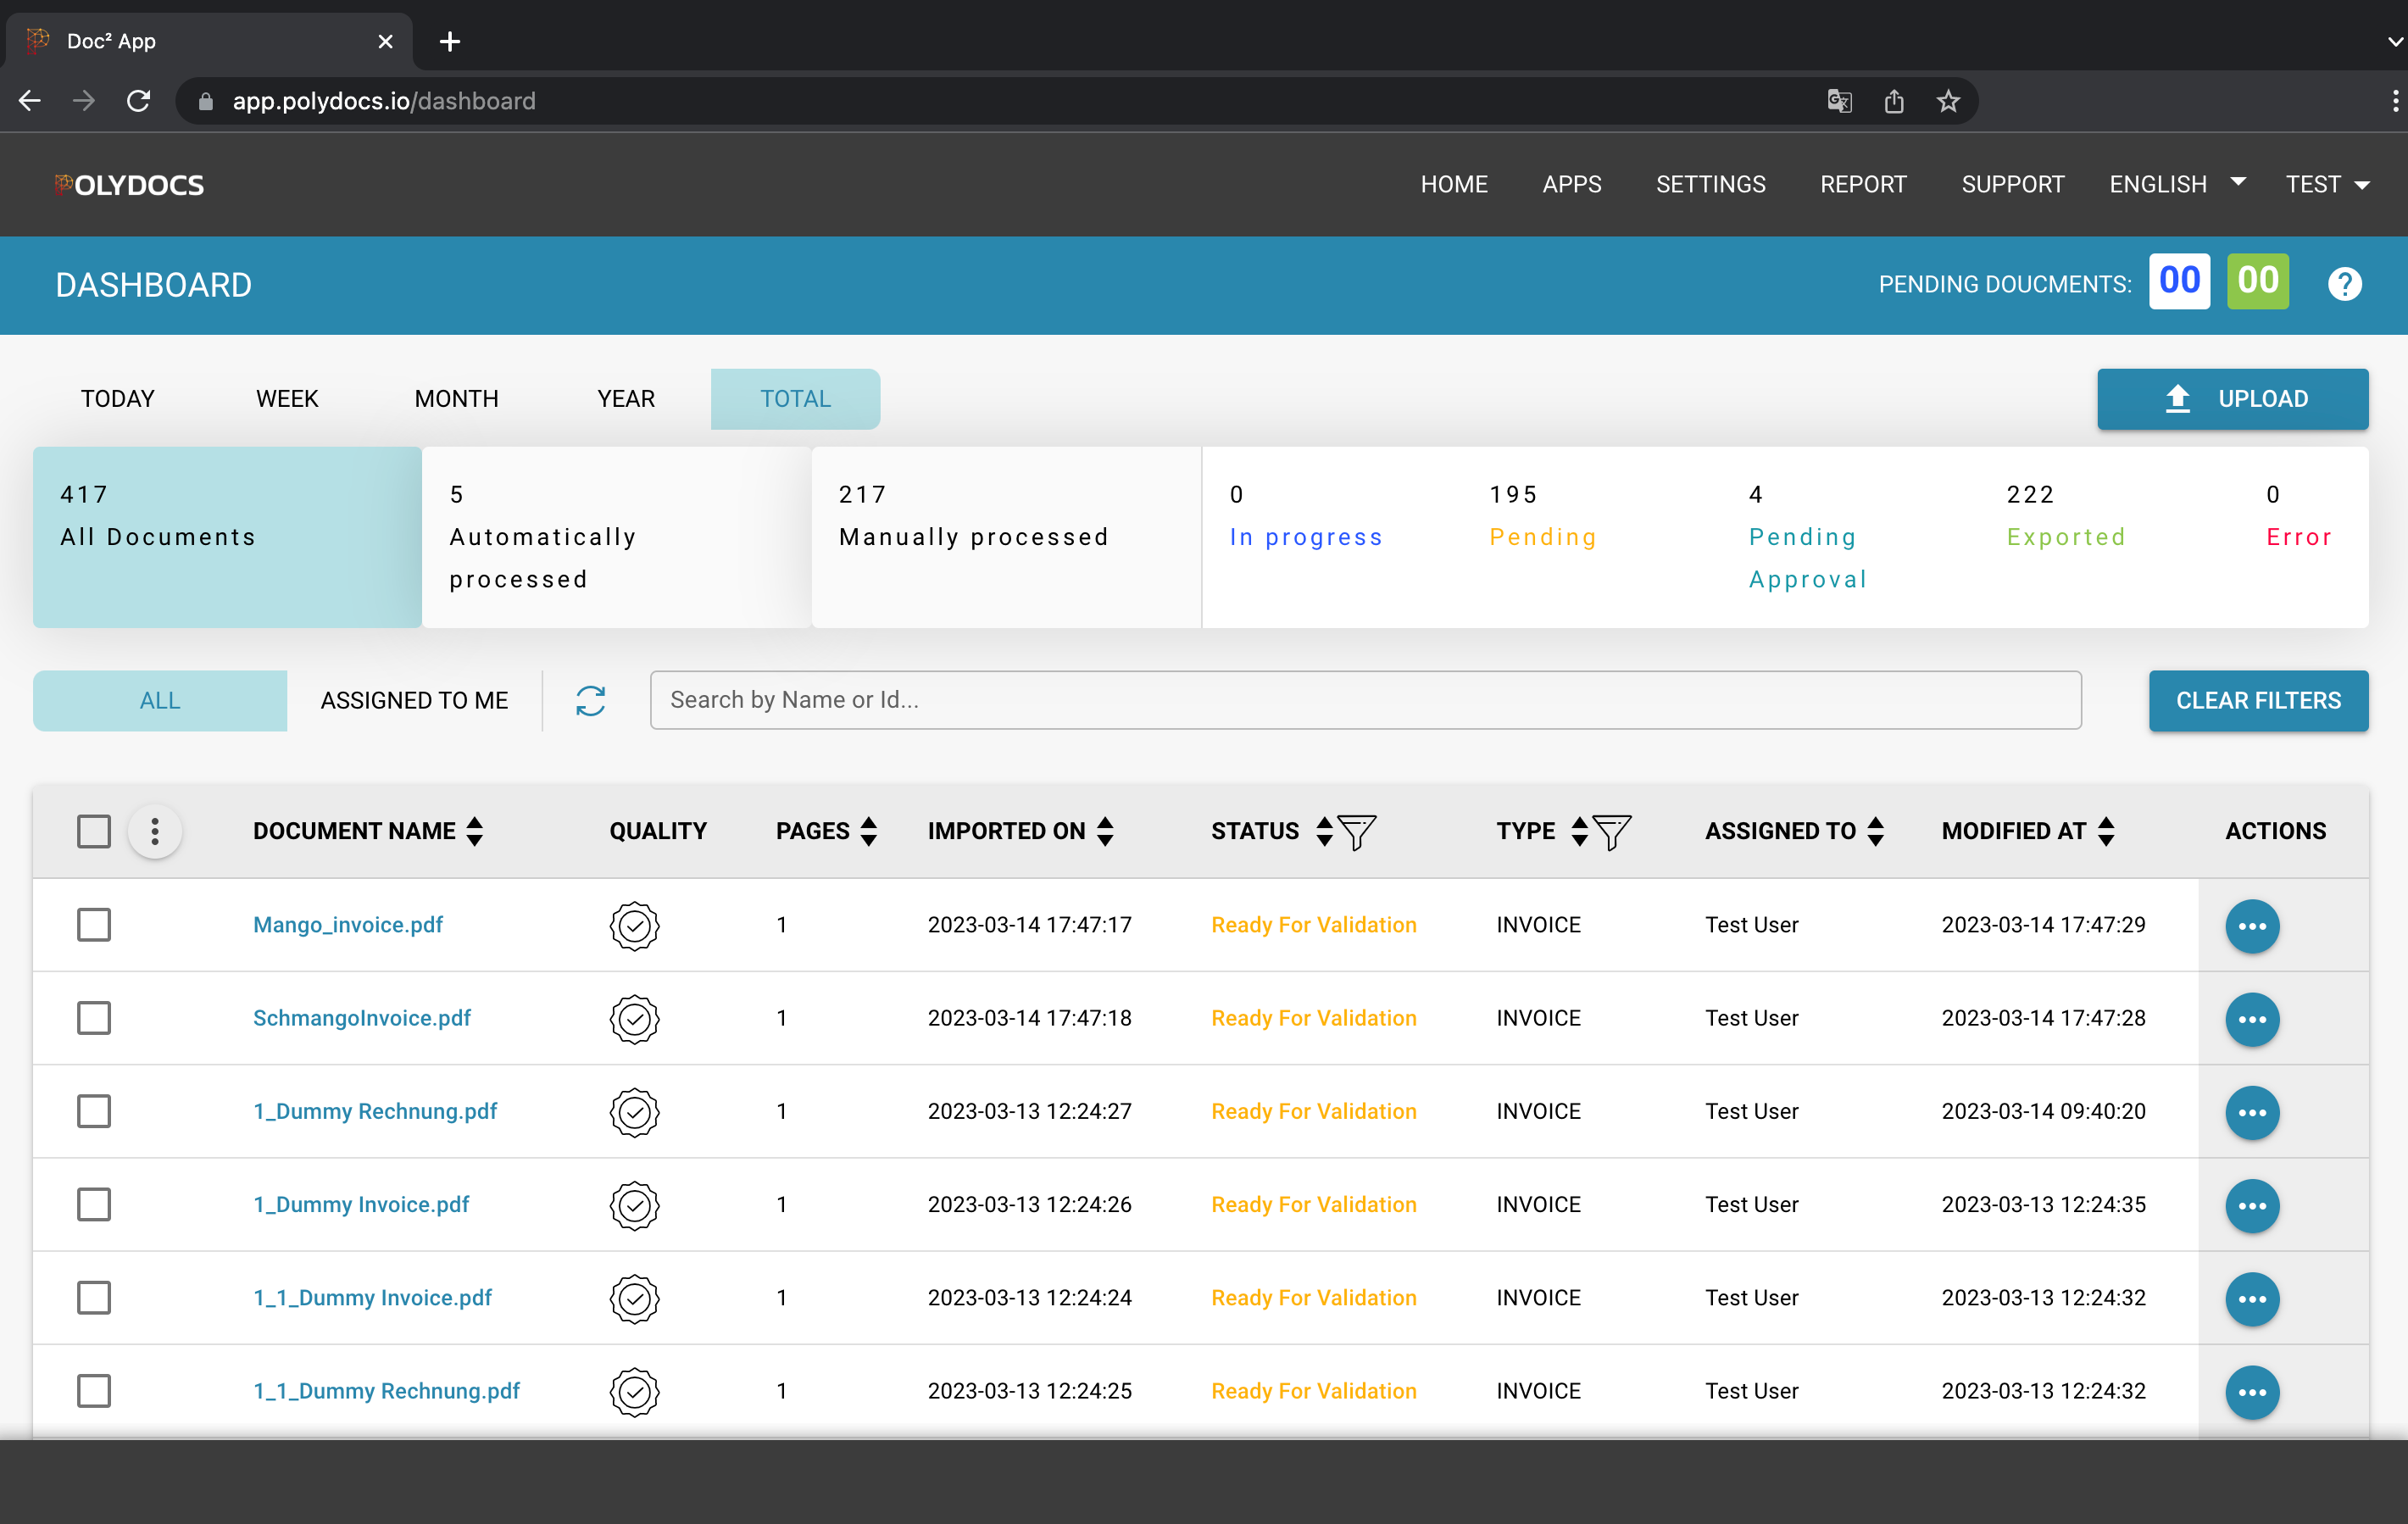 Doc² App
app.polydocs.io/dashboard
POLYDOCS
HOME APPS SETTINGS REPORT SUPPORT ENGLISH TEST
DASHBOARD
PENDING DOUCMENTS: 00 00
TODAY WEEK MONTH YEAR TOTAL UPLOAD
417 5 217 0 195 4 222 0
All Documents Automatically Manually processed In progress Pending Pending Exported Error
processed Approval
ALL ASSIGNED TO ME Search by Name or Id... CLEAR FILTERS
DOCUMENT NAME QUALITY PAGES IMPORTED ON STATUS TYPE ASSIGNED TO MODIFIED AT ACTIONS
Mango_invoice.pdf 1 2023-03-14 17:47:17 Ready For Validation INVOICE Test User 2023-03-14 17:47:29
SchmangoInvoice.pdf 1 2023-03-14 17:47:18 Ready For Validation INVOICE Test User 2023-03-14 17:47:28
1_Dummy Rechnung.pdf 1 2023-03-13 12:24:27 Ready For Validation INVOICE Test User 2023-03-14 09:40:20
1_Dummy Invoice.pdf 1 2023-03-13 12:24:26 Ready For Validation INVOICE Test User 2023-03-13 12:24:35
1_1_Dummy Invoice.pdf 1 2023-03-13 12:24:24 Ready For Validation INVOICE Test User 2023-03-13 12:24:32
1_1_Dummy Rechnung.pdf 1 2023-03-13 12:24:25 Ready For Validation INVOICE Test User 2023-03-13 12:24:32